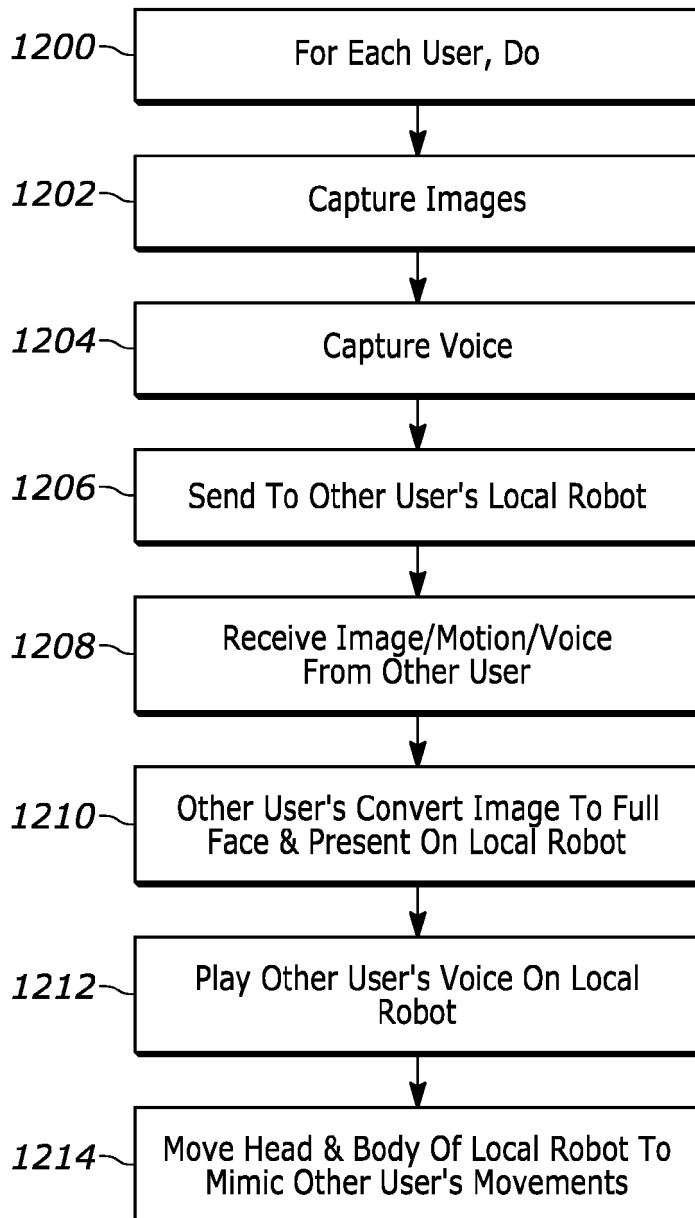 1200
For Each User, Do
1202
Capture Images
1204
Capture Voice
1206
Send To Other User's Local Robot
1208
Receive Image/Motion/Voice
From Other User
1210
Other User's Convert Image To Full
Face & Present On Local Robot
1212
Play Other User's Voice On Local
Robot
1214
Move Head & Body Of Local Robot To
Mimic Other User's Movements